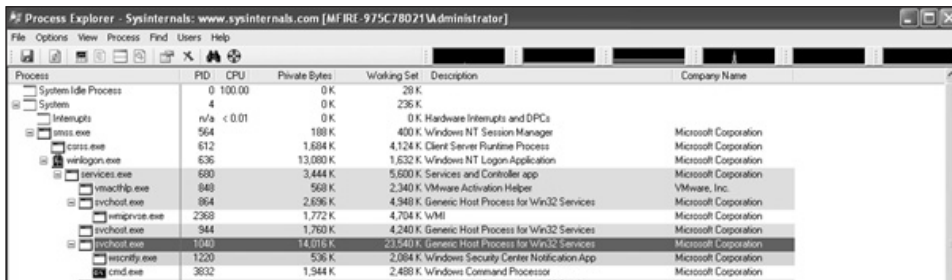 Process Explorer - Sysinternals: www.sysinternals.com [MFIRE-975C78021\Administrator]
File Options View Process Find Users Help
Process PID CPU Private Bytes Working Set Description Company Name
System Idle Process 0 100.00 0 K 28 K
System 4 0 K 236 K
Interrupts n/a < 0.01 0 K 0 K Hardware Interrupts and DPCs
smss.exe 564 188 K 400 K Windows NT Session Manager Microsoft Corporation
csrss.exe 612 1,684 K 4,124 K Client Server Runtime Process Microsoft Corporation
winlogon.exe 636 13,080 K 1,632 K Windows NT Logon Application Microsoft Corporation
services.exe 680 3,444 K 5,600 K Services and Controller app Microsoft Corporation
vmacthlp.exe 848 568 K 2,340 K VMware Activation Helper VMware, Inc.
svchost.exe 864 2,696 K 4,948 K Generic Host Process for Win32 Services Microsoft Corporation
wmiprvse.exe 2368 1,772 K 4,704 K WMI Microsoft Corporation
svchost.exe 944 1,760 K 4,240 K Generic Host Process for Win32 Services Microsoft Corporation
svchost.exe 1040 14,016 K 23,540 K Generic Host Process for Win32 Services Microsoft Corporation
wscntfy.exe 1220 536 K 2,084 K Windows Security Center Notification App Microsoft Corporation
cmd.exe 3832 1,944 K 2,488 K Windows Command Processor Microsoft Corporation